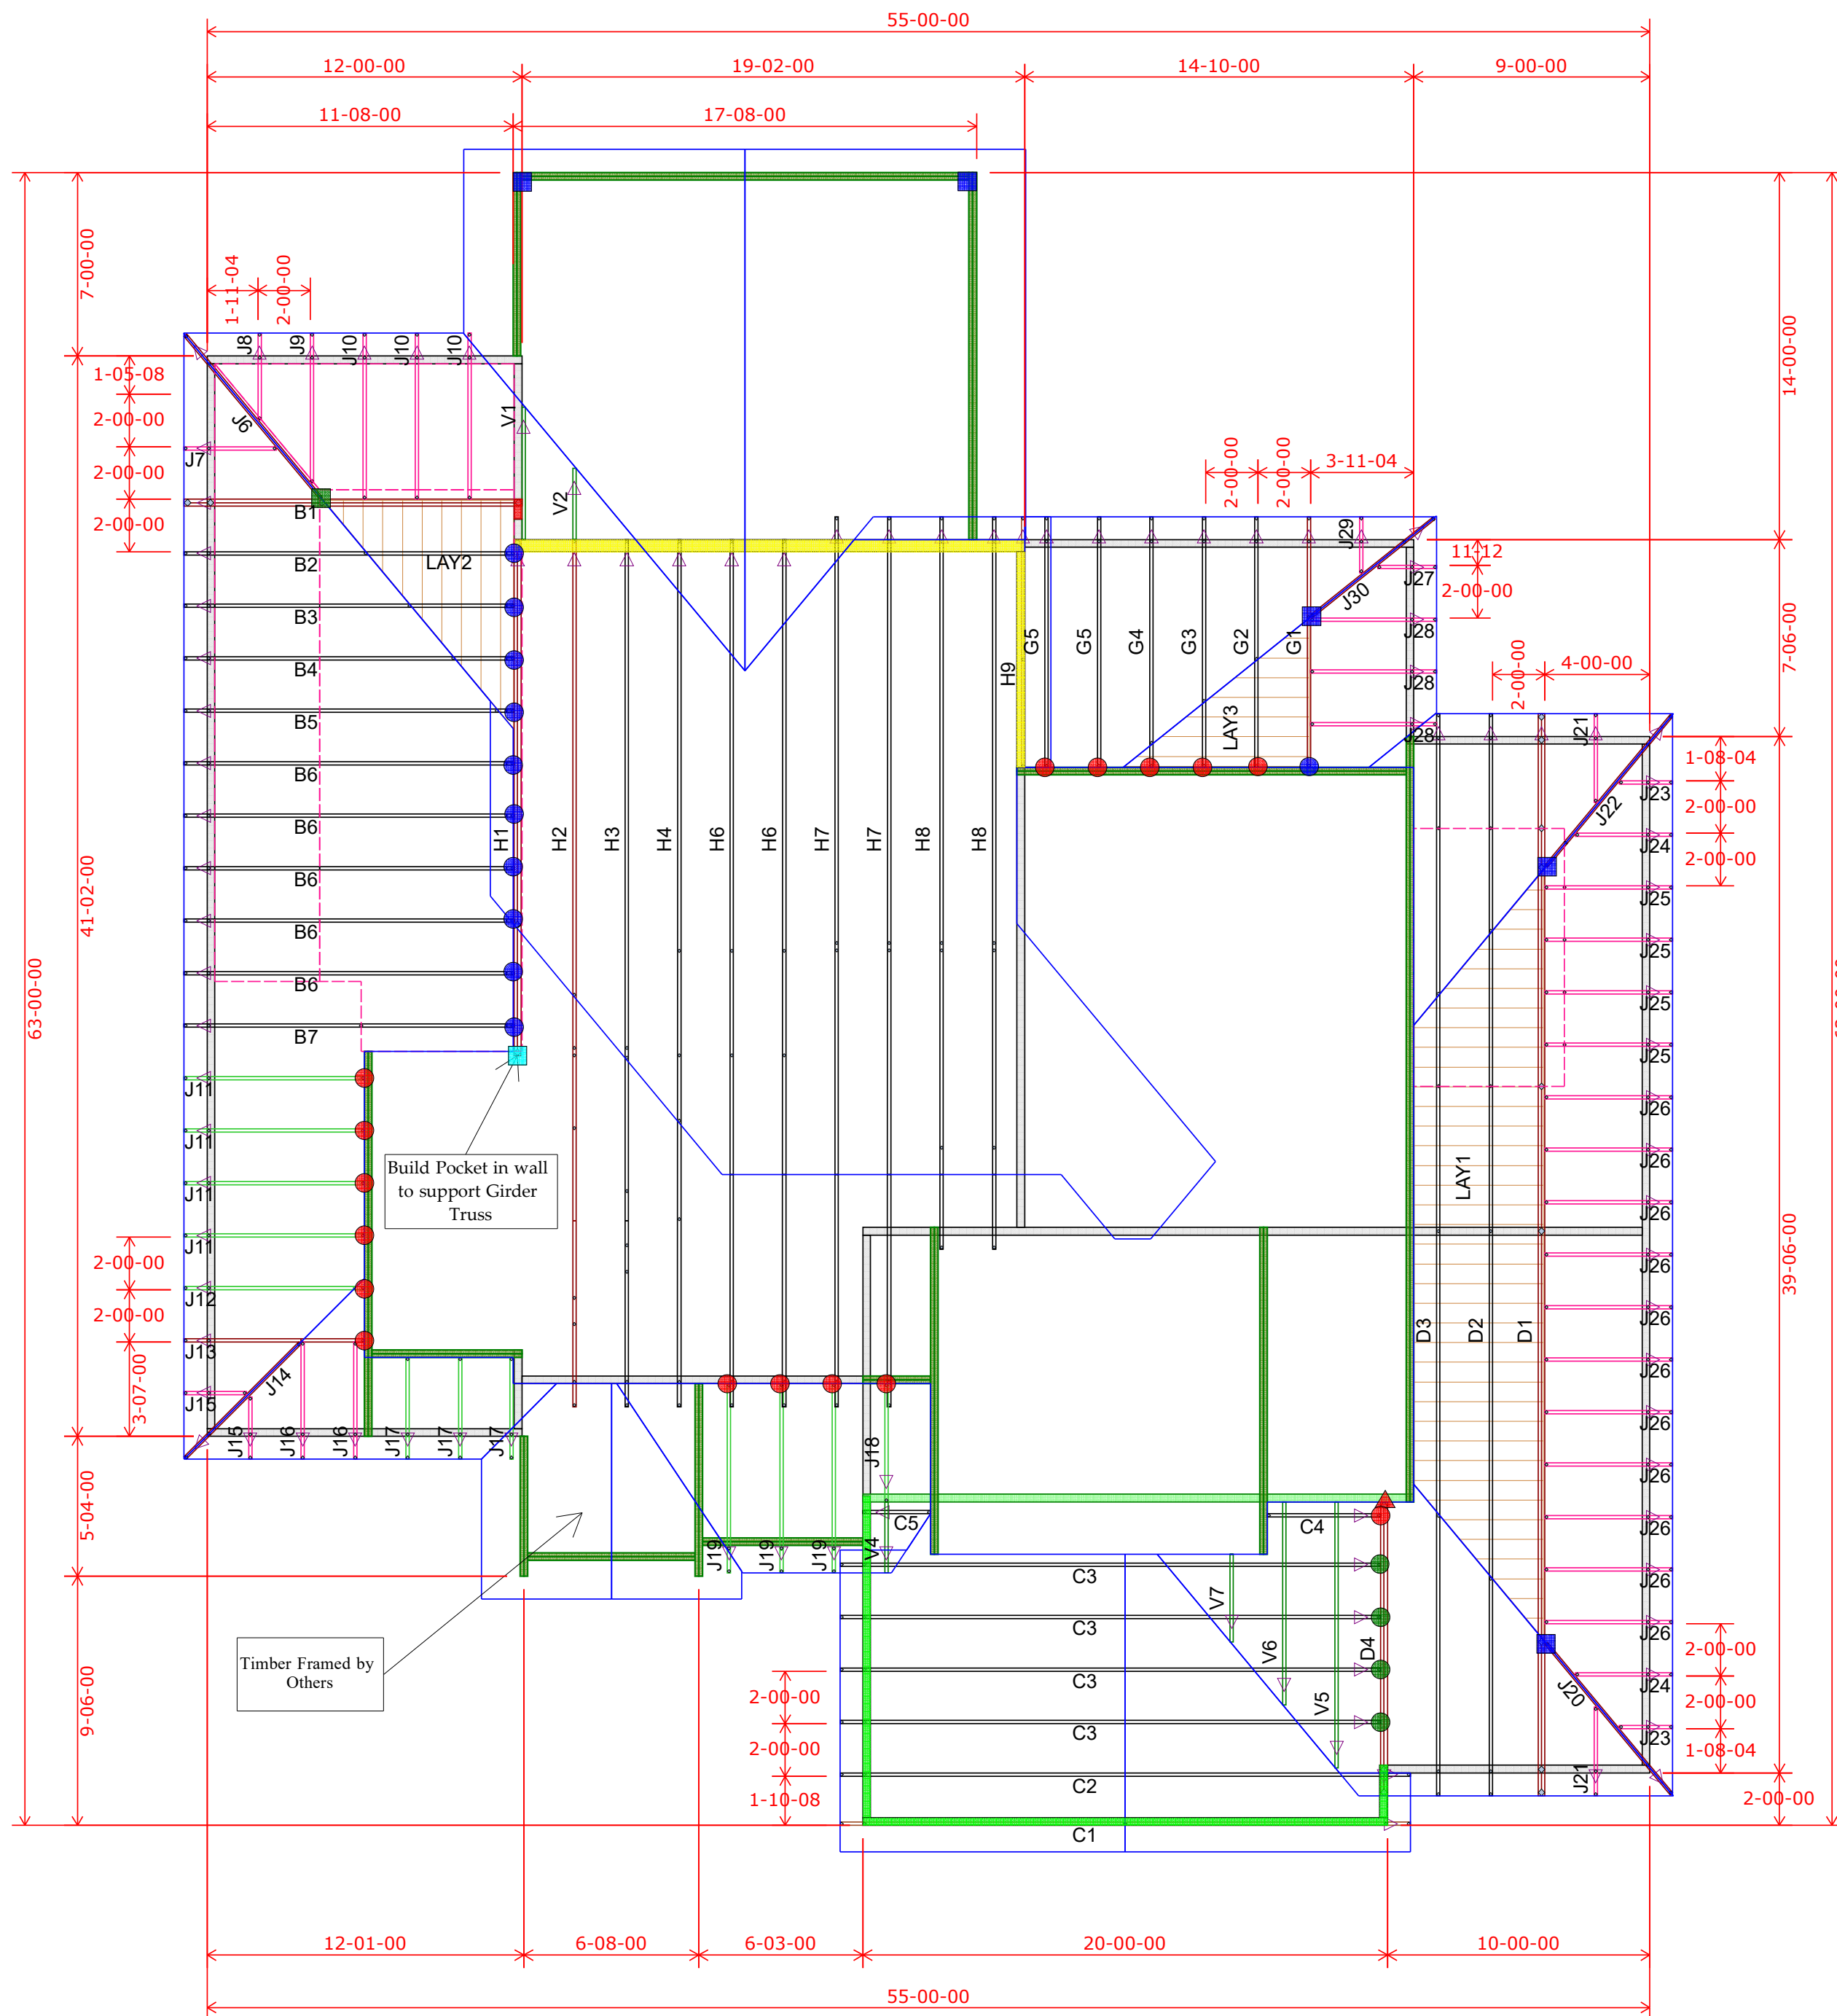 55-00-00
12-00-00
19-02-00
14-10-00
9-00-00
11-08-00
17-08-00
7-00-00
1-11-04
2-00-00
14-00-00
J8
J9
J10
J10
J10
1-05-08
2-00-00
2-00-00
2-00-00
J6
J7
V1
V2
B1
B2
LAY2
B3
B4
B5
B6
B6
B6
B6
B6
B7
2-00-00
2-00-00
3-11-04
J29
11-12
J27
2-00-00
J30
J28
J28
J28
G5
G5
G4
G3
G2
G1
H9
LAY3
7-06-00
2-00-00
4-00-00
J21
1-08-04
J23
2-00-00
J22
J24
2-00-00
J25
J25
J25
J25
H1
H2
H3
H4
H6
H6
H7
H7
H8
H8
41-02-00
63-00-00
J26
J26
J26
J26
J26
J26
J26
J26
J26
J26
J26
LAY1
D3
D2
D1
39-06-00
J11
J11
J11
J11
J12
J13
J14
J15
2-00-00
2-00-00
3-07-00
Build Pocket in wall
to support Girder
Truss
J15
J16
J16
J17
J17
J17
J18
5-04-00
C5
C4
V4
J19
J19
J19
C3
C3
C3
C3
C2
C1
V7
V6
V5
D4
Timber Framed by
Others
9-06-00
2-00-00
2-00-00
1-10-08
2-00-00
J24
2-00-00
J20
J23
1-08-04
J21
2-00-00
12-01-00
6-08-00
6-03-00
20-00-00
10-00-00
55-00-00